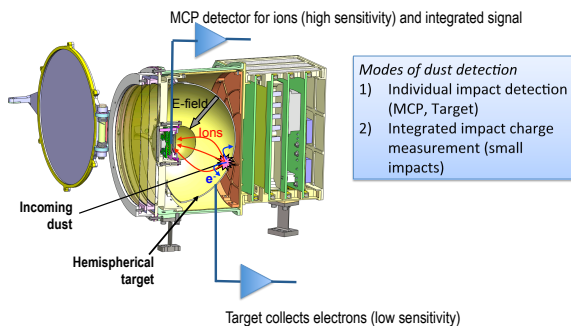 MCP detector for ions (high sensitivity) and integrated signal
Modes of dust detection
1) Individual impact detection
(MCP, Target)
2) Integrated impact charge
measurement (small
impacts)
E-field
Ions
e-
Incoming
dust
Hemispherical
target
Target collects electrons (low sensitivity)